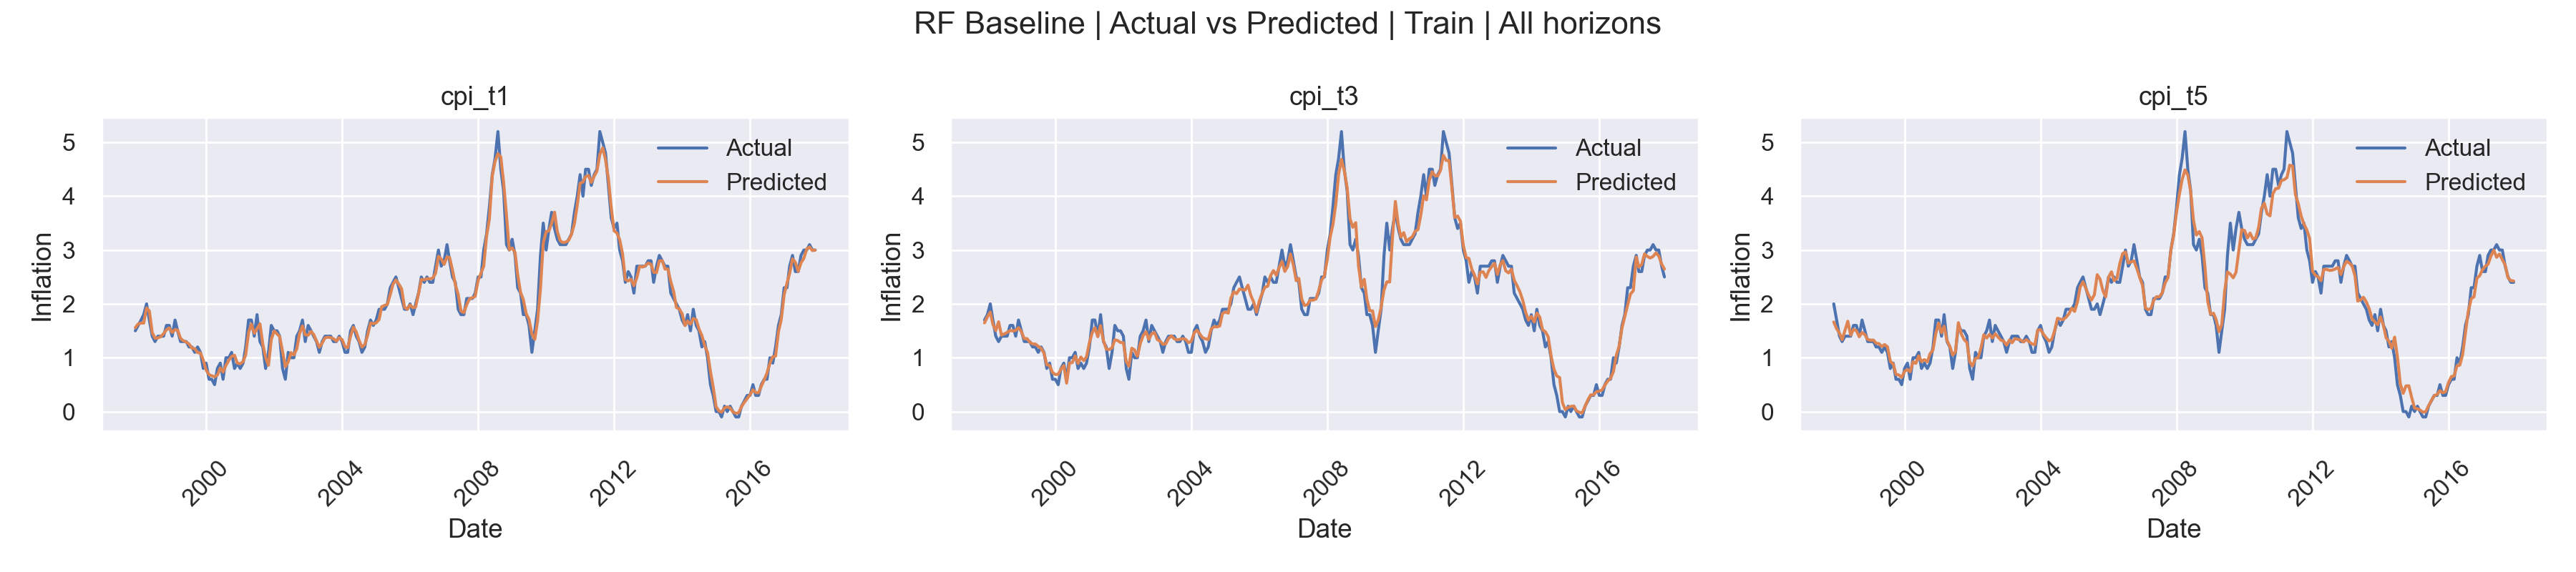 RF Baseline | Actual vs Predicted | Train | All horizons
cpi_t1
Inflation
5
4
3
2
1
0
Actual
Predicted
2000
2004
2008
2012
2016
Date
cpi_t3
Inflation
5
4
3
2
1
0
Actual
Predicted
2000
2004
2008
2012
2016
Date
cpi_t5
Inflation
5
4
3
2
1
0
Actual
Predicted
2000
2004
2008
2012
2016
Date